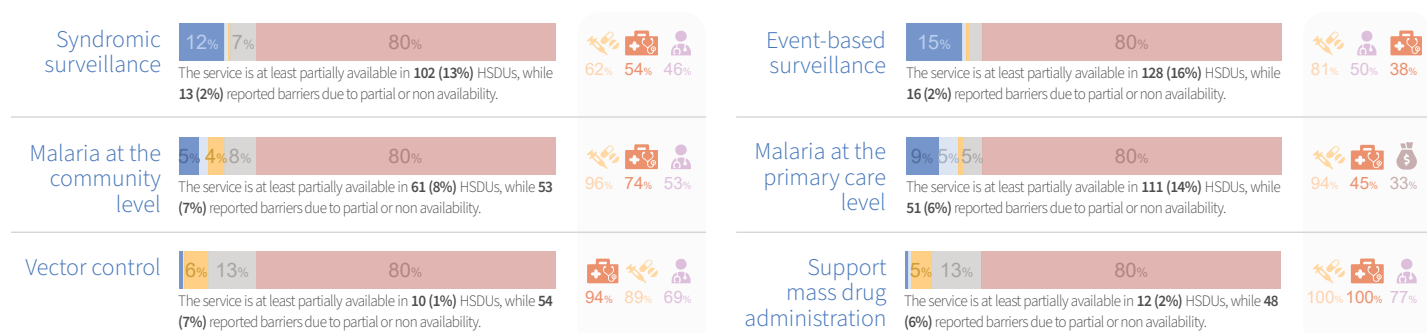 Syndromic
surveillance
12% 7% 80%
The service is at least partially available in 102 (13%) HSDUs, while
13 (2%) reported barriers due to partial or non availability.
62% 54% 46%
Event-based
surveillance
15% 80%
The service is at least partially available in 128 (16%) HSDUs, while
16 (2%) reported barriers due to partial or non availability.
81% 50% 38%
Malaria at the
community
level
5% 4% 8% 80%
The service is at least partially available in 61 (8%) HSDUs, while 53
(7%) reported barriers due to partial or non availability.
96% 74% 53%
Malaria at the
primary care
level
9% 5% 5% 80%
The service is at least partially available in 111 (14%) HSDUs, while
51 (6%) reported barriers due to partial or non availability.
$
94% 45% 33%
Vector control
6% 13% 80%
The service is at least partially available in 10 (1%) HSDUs, while 54
(7%) reported barriers due to partial or non availability.
94% 89% 69%
Support
mass drug
administration
5% 13% 80%
The service is at least partially available in 12 (2%) HSDUs, while 48
(6%) reported barriers due to partial or non availability.
100% 100% 77%